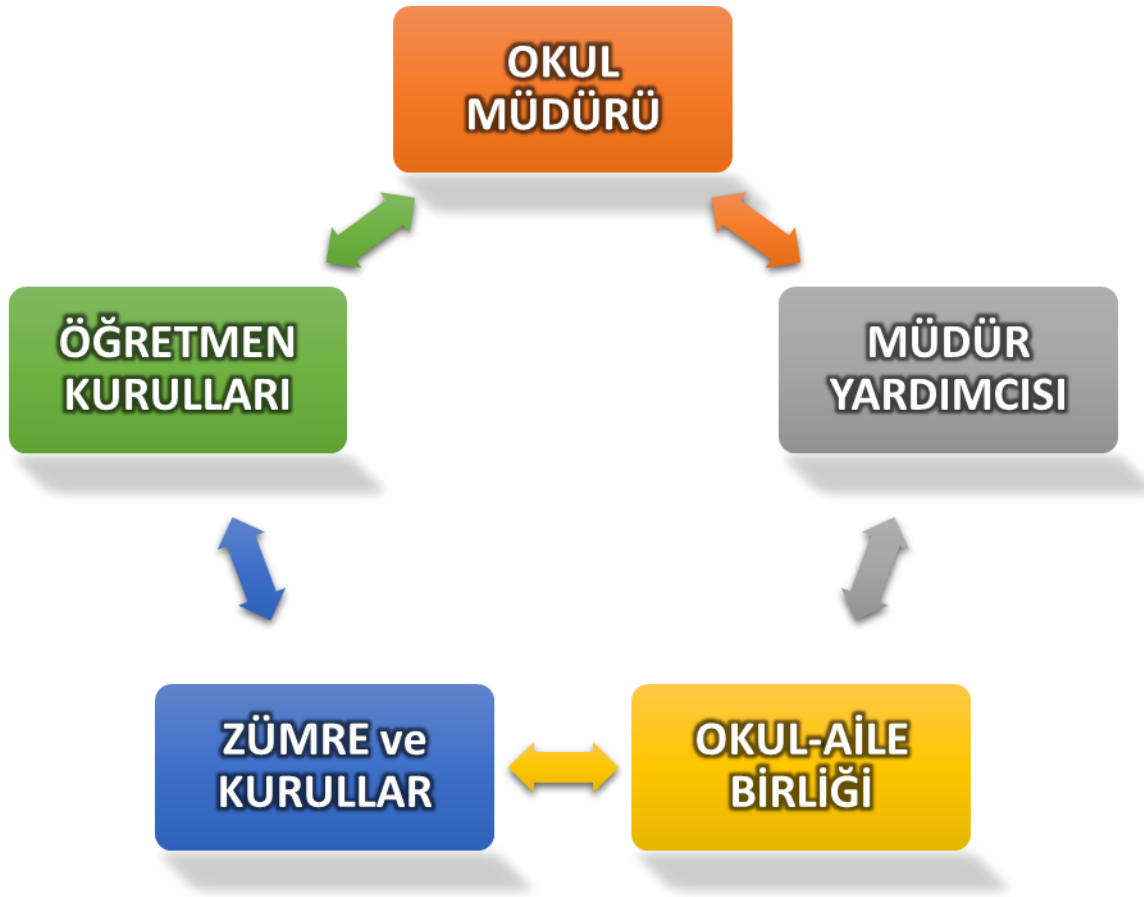 OKUL
MÜDÜRÜ
ÖĞRETMEN
KURULLARI
MÜDÜR
YARDIMCISI
ZÜMRE ve
KURULLAR
OKUL-AİLE
BİRLİĞİ